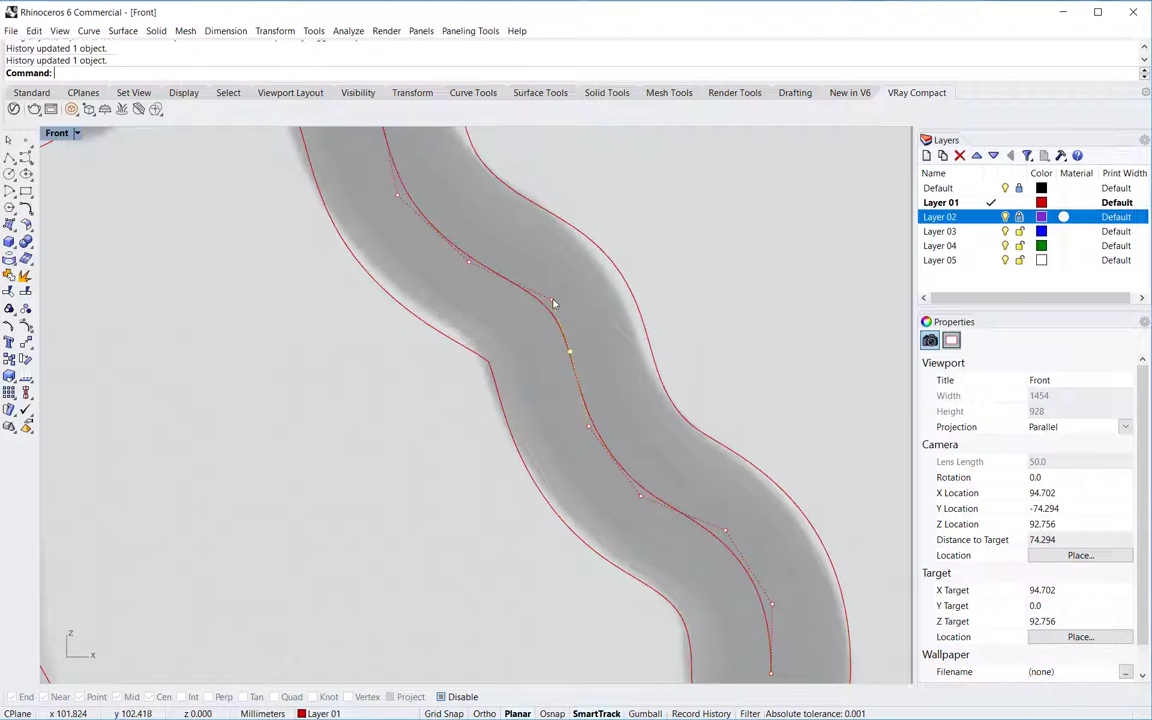 Rhinoceros 6 Commercial - [Front]
File Edit View Curve Surface Solid Mesh Dimension Transform Tools Analyze Render Panels Paneling Tools Help
History updated 1 object.
History updated 1 object.
Command:
Standard CPlanes Set View Display Select Viewport Layout Visibility Transform Curve Tools Surface Tools Solid Tools Mesh Tools Render Tools Drafting New in V6 VRay Compact
Front
Layers
Name Color Material Print Width
Default Default
Layer 01 Default
Layer 02 Default
Layer 03 Default
Layer 04 Default
Layer 05 Default
Properties
Viewport
Title Front
Width 1454
Height 928
Projection Parallel
Camera
Lens Length 50.0
Rotation 0.0
X Location 94.702
Y Location -74.294
Z Location 92.756
Distance to Target 74.294
Location Place...
Target
X Target 94.702
Y Target 0.0
Z Target 92.756
Location Place...
Wallpaper
Filename (none) ...
z
x
End Near Point Mid Cen Int Perp Tan Quad Knot Vertex Project Disable
CPlane x 101.824 y 102.418 z 0.000 Millimeters Layer 01 Grid Snap Ortho Planar Osnap SmartTrack Gumball Record History Filter Absolute tolerance: 0.001